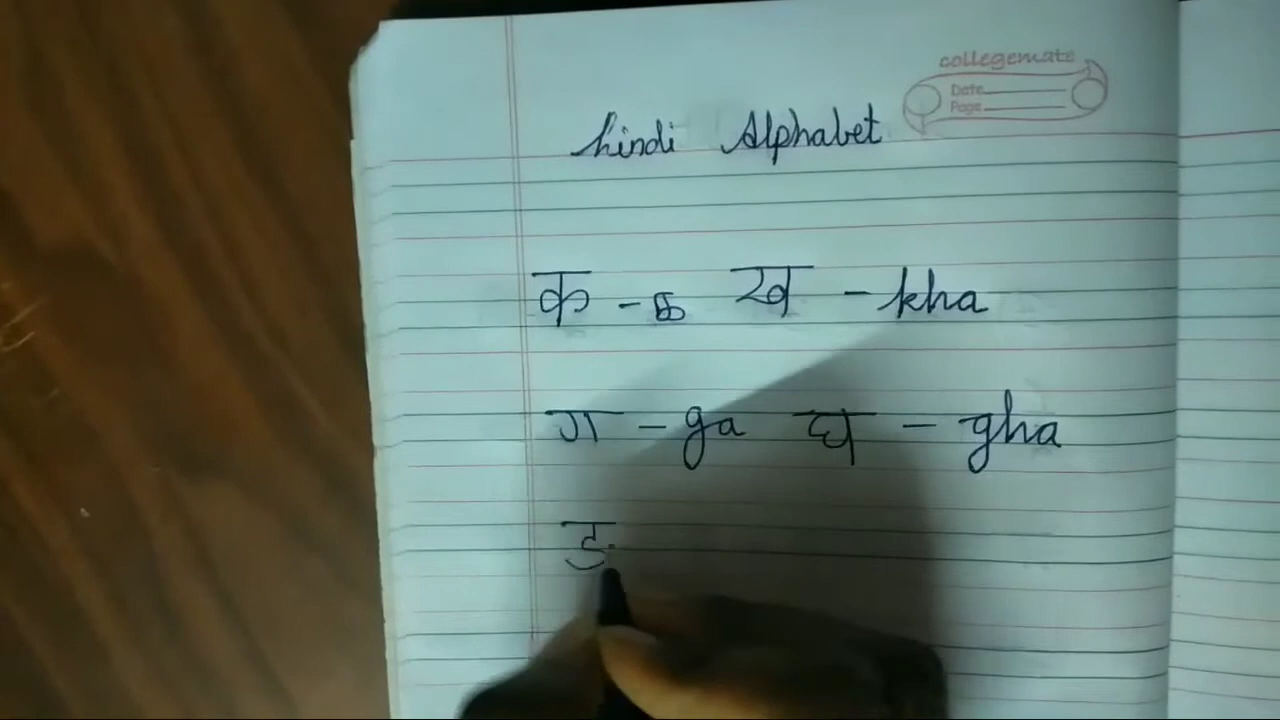 collegemate
Date
Page
hindi Alphabet
क - क ख - kha
ग - ga घ - gha
ङ